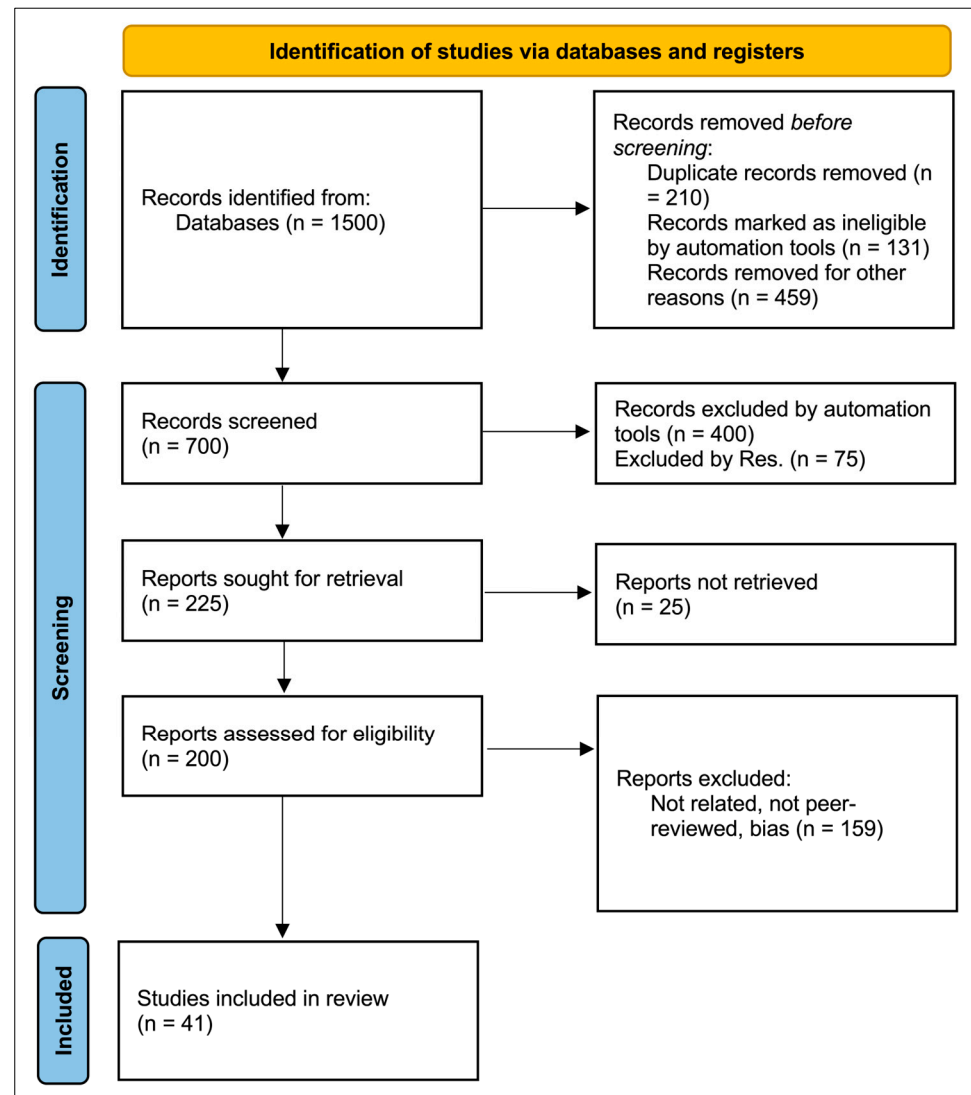 Identification of studies via databases and registers
Identification
Records identified from:
Databases (n = 1500)
Records removed before
screening:
Duplicate records removed (n
= 210)
Records marked as ineligible
by automation tools (n = 131)
Records removed for other
reasons (n = 459)
Screening
Records screened
(n = 700)
Records excluded by automation
tools (n = 400)
Excluded by Res. (n = 75)
Reports sought for retrieval
(n = 225)
Reports not retrieved
(n = 25)
Reports assessed for eligibility
(n = 200)
Reports excluded:
Not related, not peer-
reviewed, bias (n = 159)
Included
Studies included in review
(n = 41)